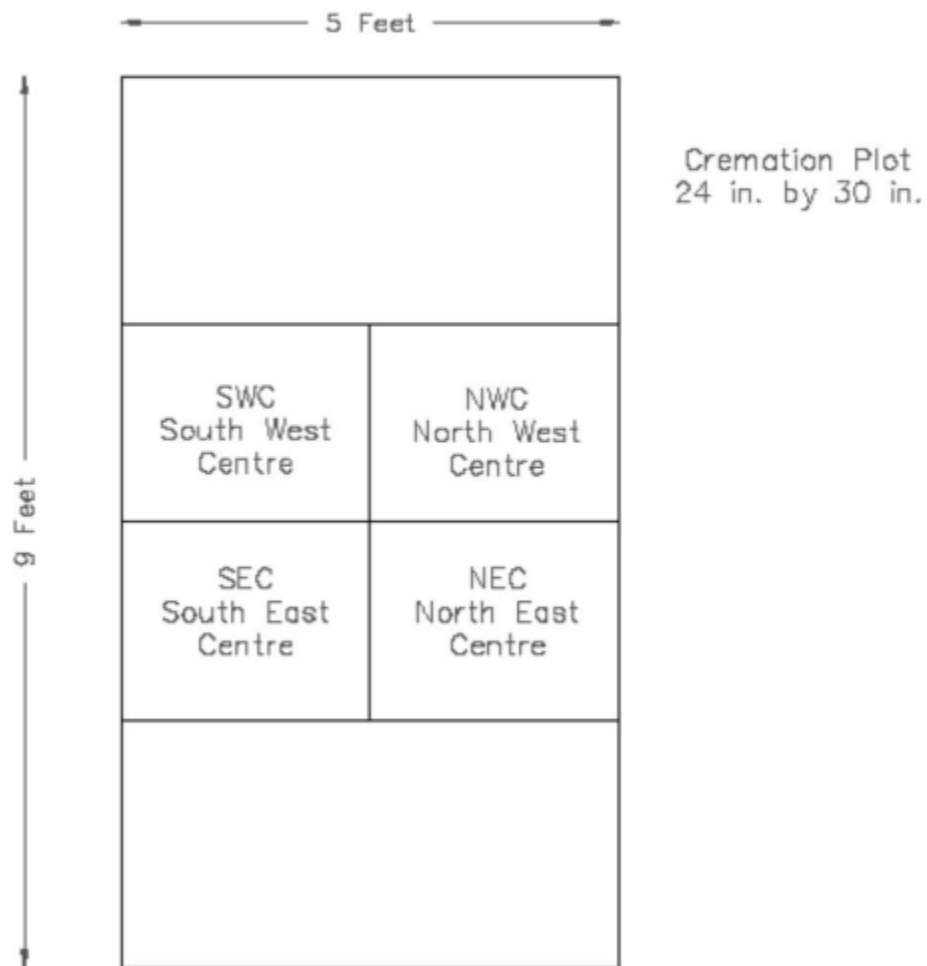 5 Feet
Cremation Plot
24 in. by 30 in.
SWC
South West
Centre
NWC
North West
Centre
9 Feet
SEC
South East
Centre
NEC
North East
Centre